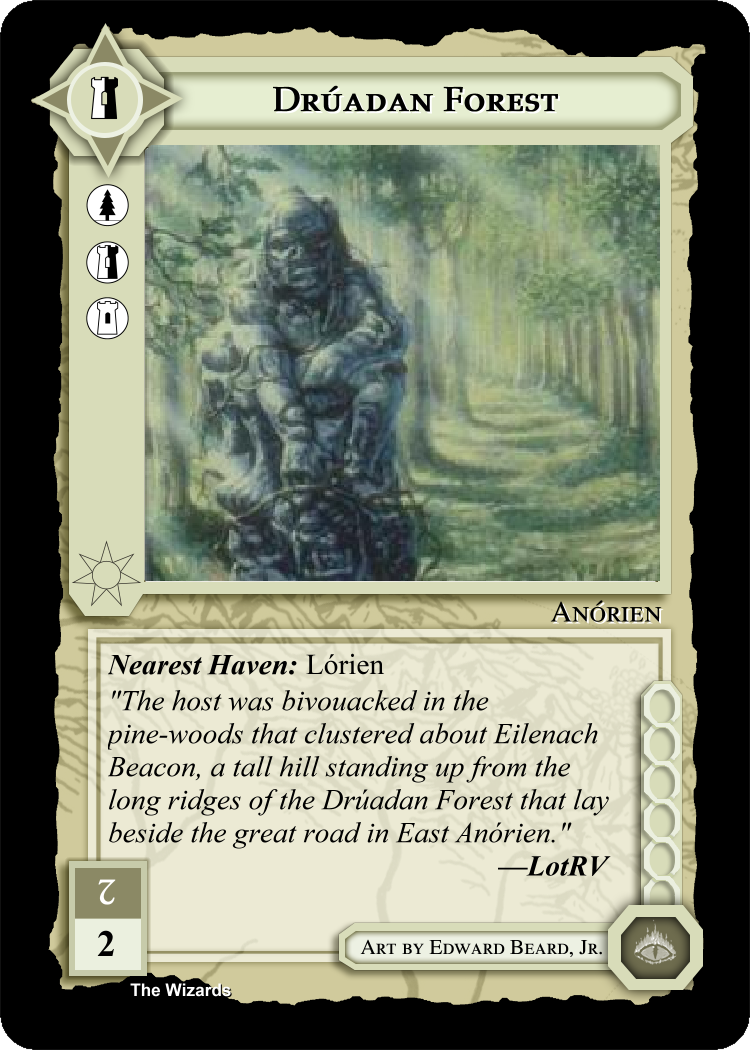 Drúadan Forest
Anórien
Nearest Haven: Lórien
"The host was bivouacked in the
pine-woods that clustered about Eilenach
Beacon, a tall hill standing up from the
long ridges of the Drúadan Forest that lay
beside the great road in East Anórien."
—LotRV
2
2
Art by Edward Beard, Jr.
The Wizards